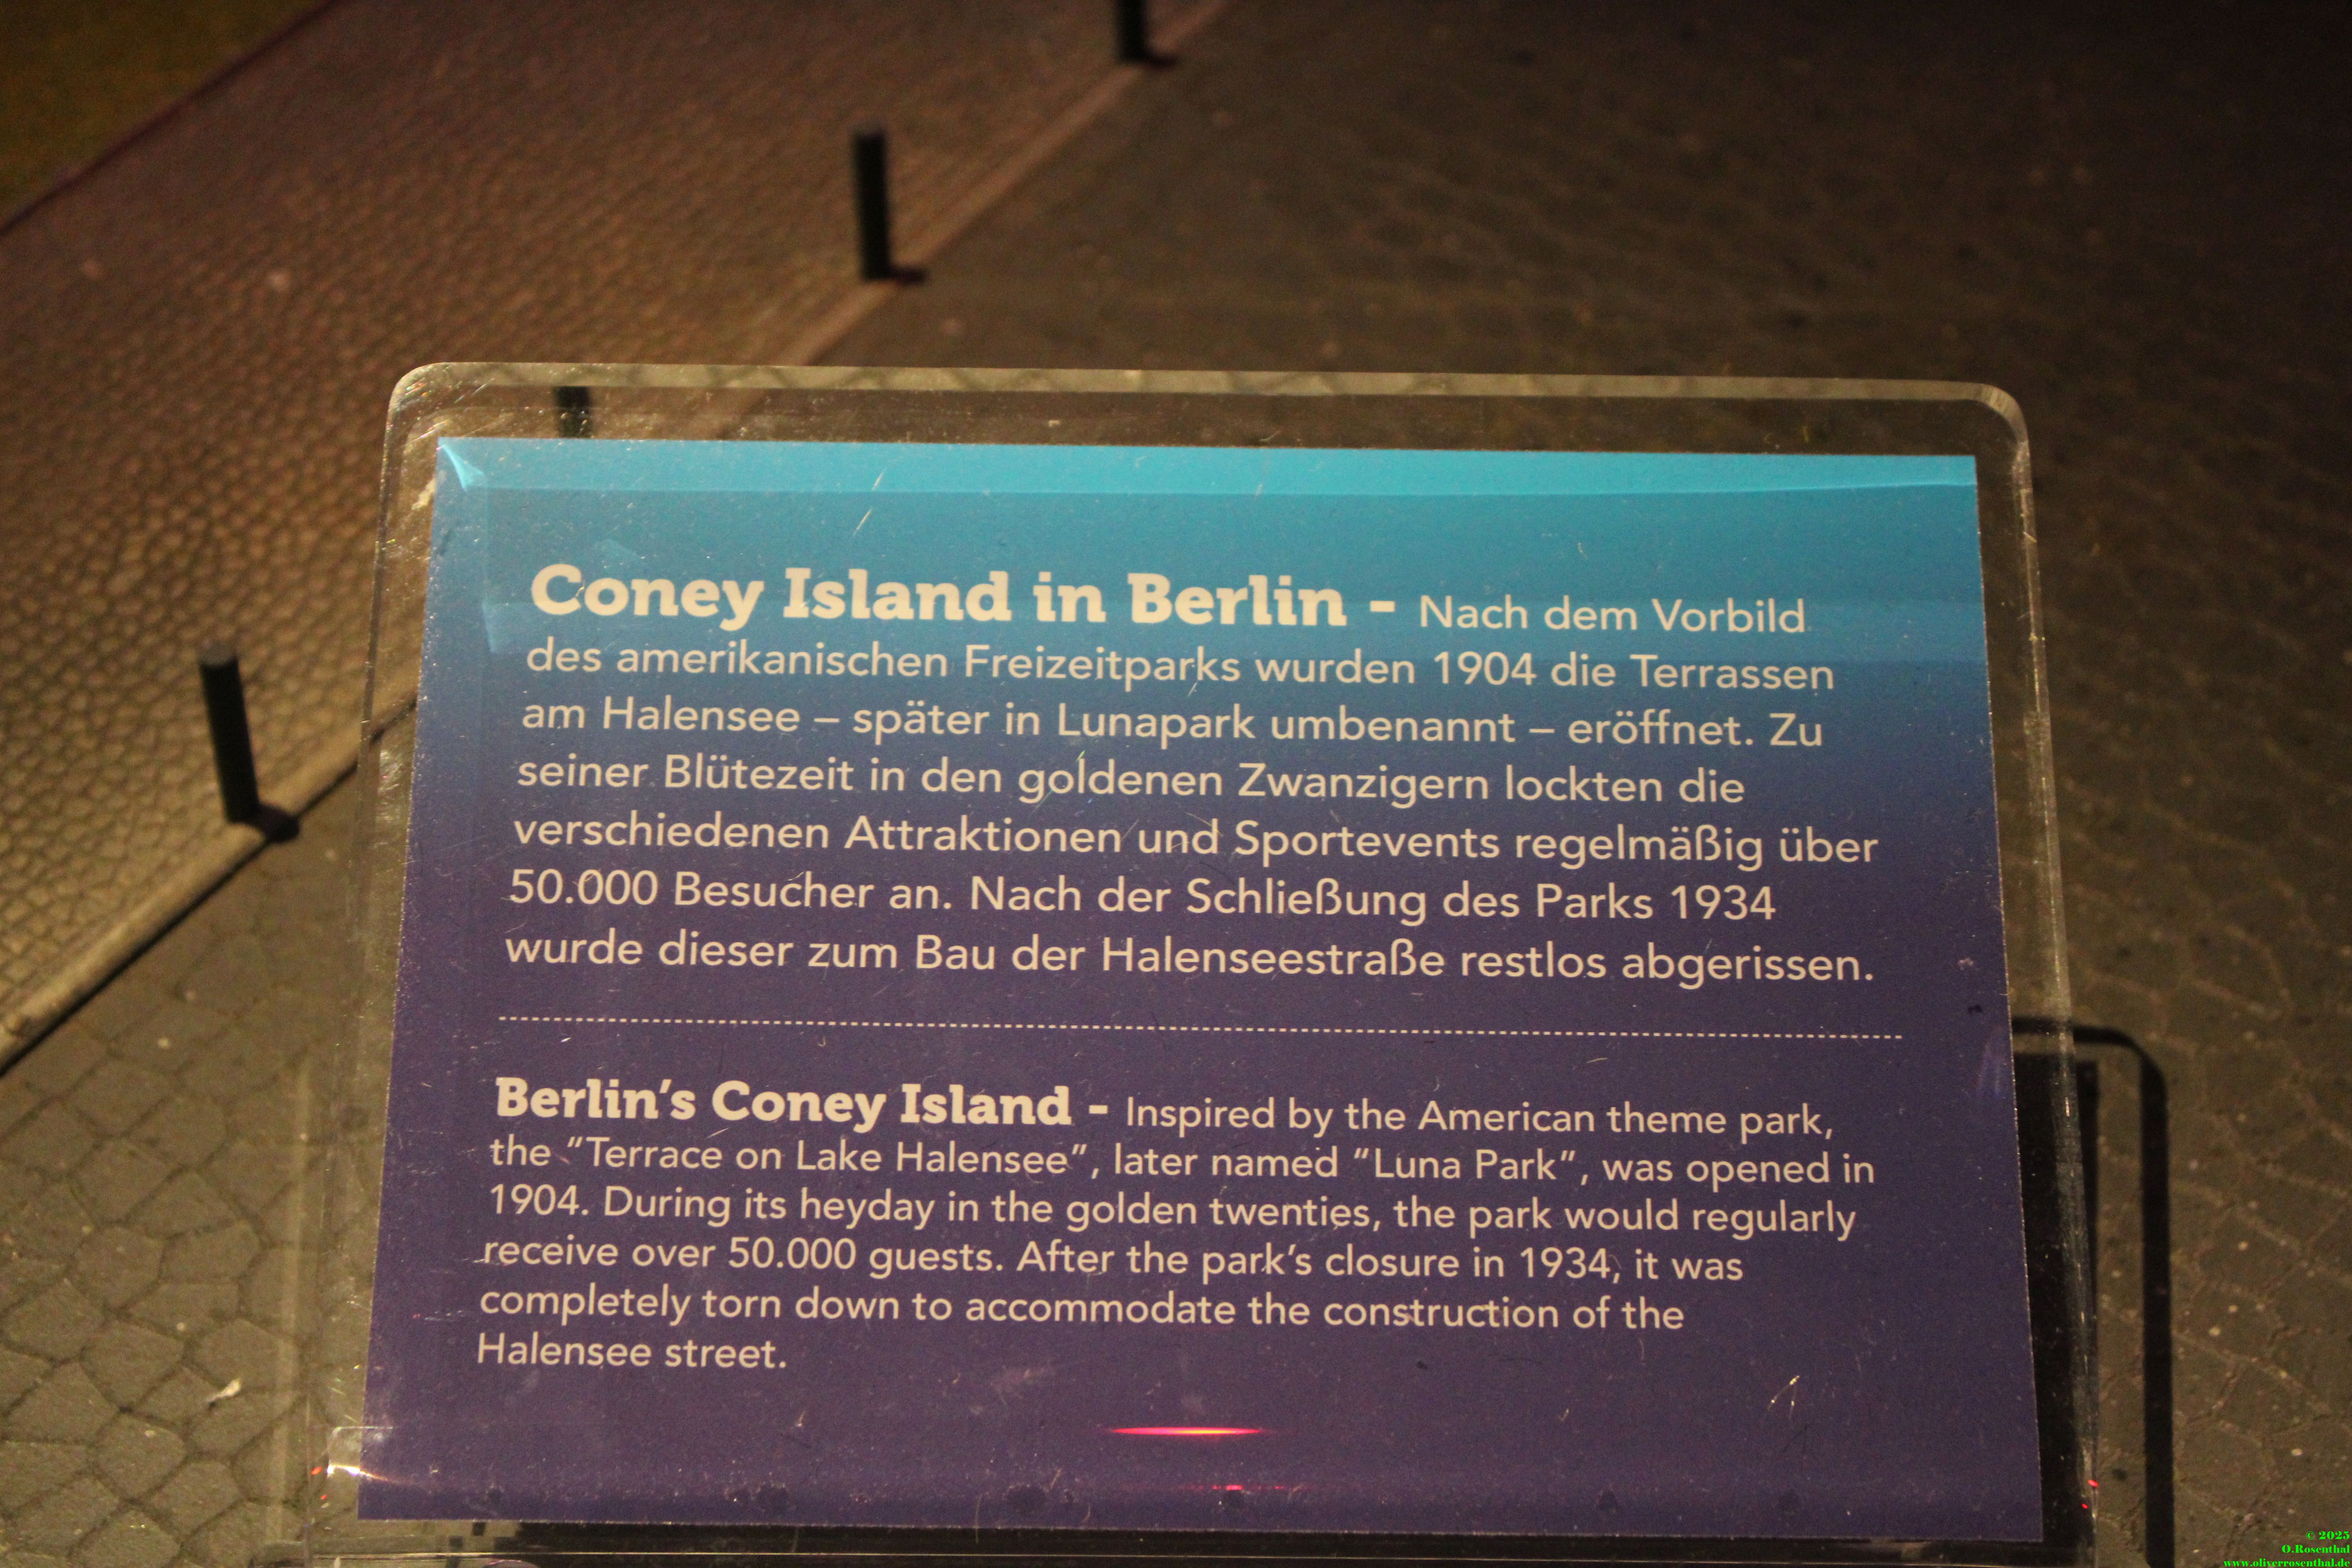 Coney Island in Berlin - Nach dem Vorbild
des amerikanischen Freizeitparks wurden 1904 die Terrassen
am Halensee – später in Lunapark umbenannt – eröffnet. Zu
seiner Blütezeit in den goldenen Zwanzigern lockten die
verschiedenen Attraktionen und Sportevents regelmäßig über
50.000 Besucher an. Nach der Schließung des Parks 1934
wurde dieser zum Bau der Halenseestraße restlos abgerissen.
Berlin’s Coney Island - Inspired by the American theme park,
the “Terrace on Lake Halensee”, later named “Luna Park”, was opened in
1904. During its heyday in the golden twenties, the park would regularly
receive over 50.000 guests. After the park’s closure in 1934, it was
completely torn down to accommodate the construction of the
Halensee street.
© 2025
O.Rosenthal
www.oliverrosenthal.de